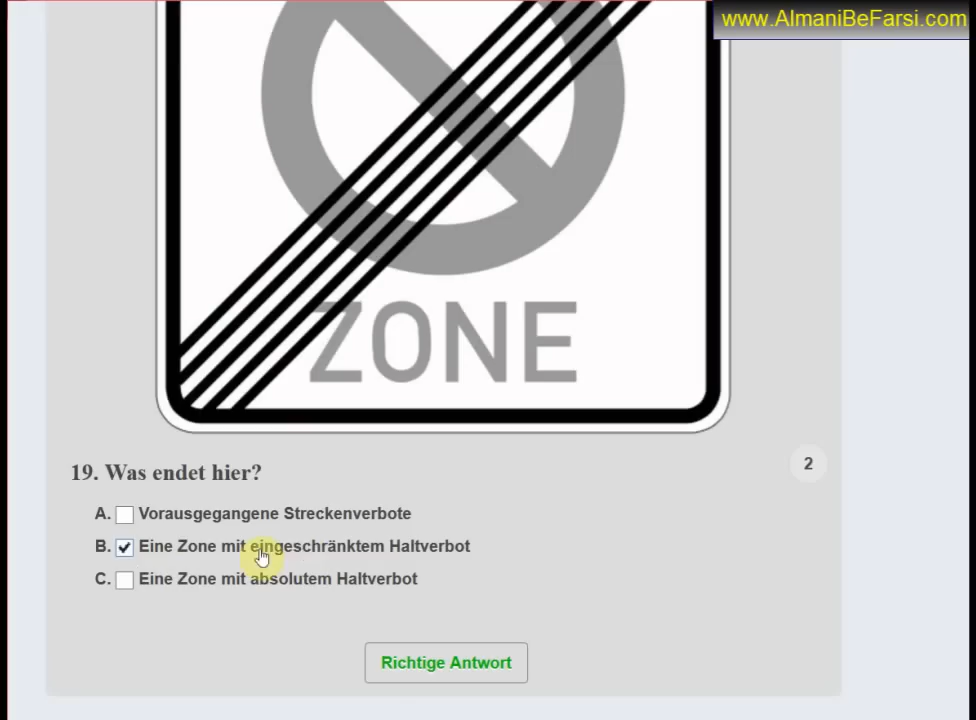 www.AlmaniBeFarsi.com
ZONE
19. Was endet hier?
2
A. Vorausgegangene Streckenverbote
B. Eine Zone mit eingeschränktem Haltverbot
C. Eine Zone mit absolutem Haltverbot
Richtige Antwort